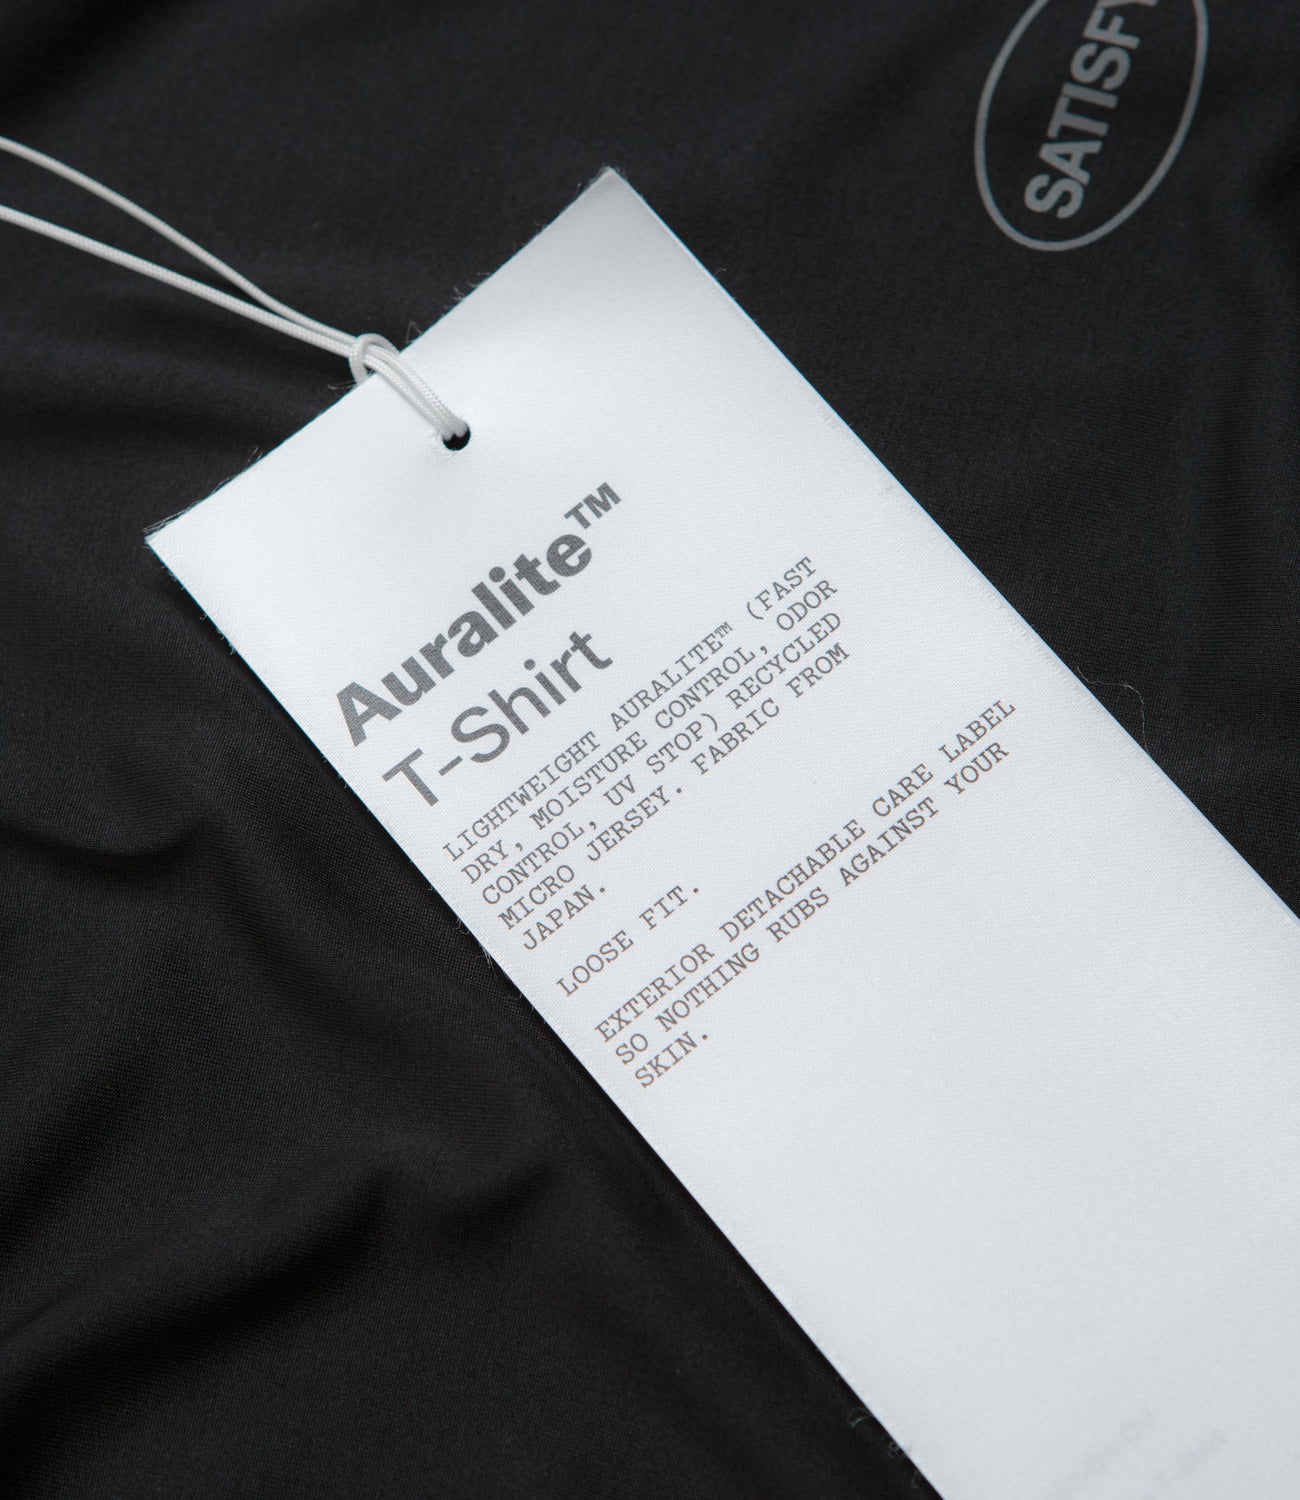 SATISFY
Auralite™
T-Shirt
LIGHTWEIGHT AURALITE™ (FAST
DRY, MOISTURE CONTROL, ODOR
CONTROL, UV STOP) RECYCLED
MICRO JERSEY. FABRIC FROM
JAPAN.
LOOSE FIT.
EXTERIOR DETACHABLE CARE LABEL
SO NOTHING RUBS AGAINST YOUR
SKIN.